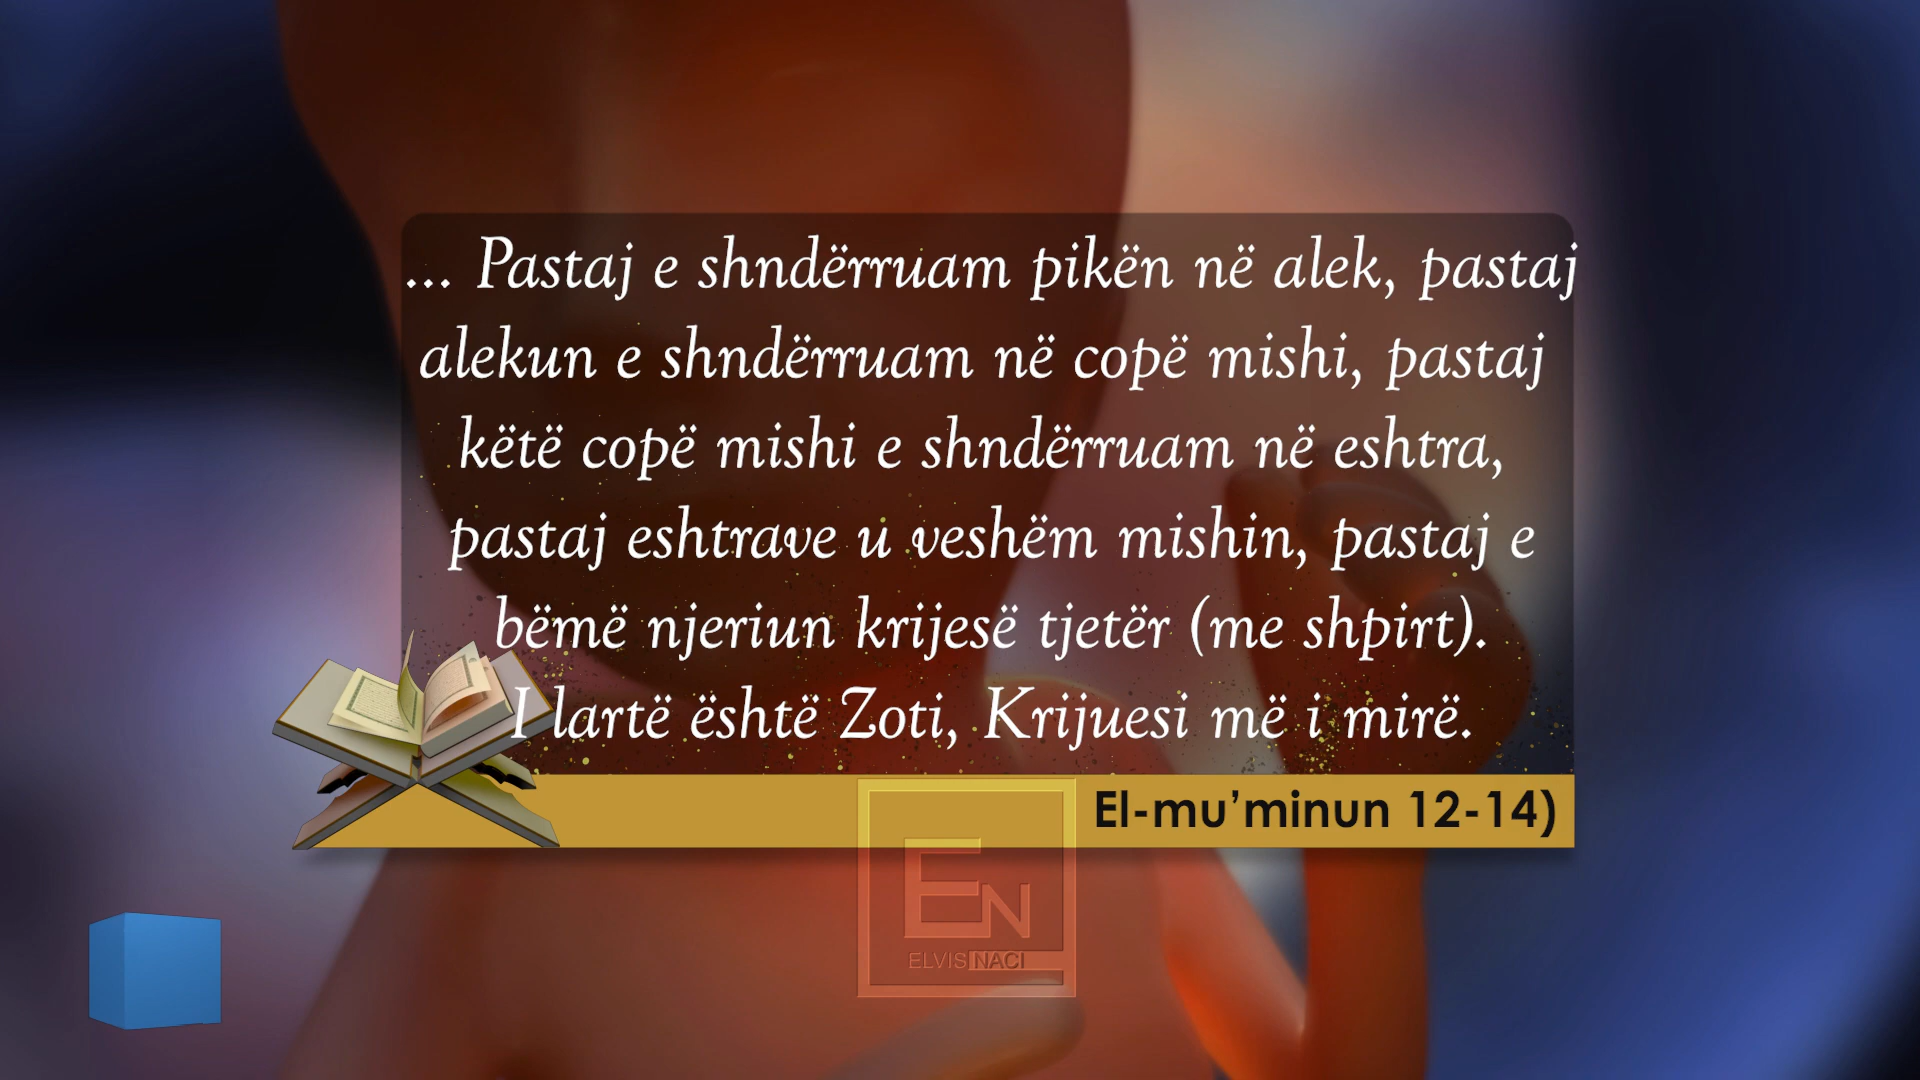 ... Pastaj e shndërruam pikën në alek, pastaj
alekun e shndërruam në copë mishi, pastaj
këtë copë mishi e shndërruam në eshtra,
pastaj eshtrave u veshëm mishin, pastaj e
bëmë njeriun krijesë tjetër (me shpirt).
I lartë është Zoti, Krijuesi më i mirë.
El-mu’minun 12-14)
EN
ELVIS NACI